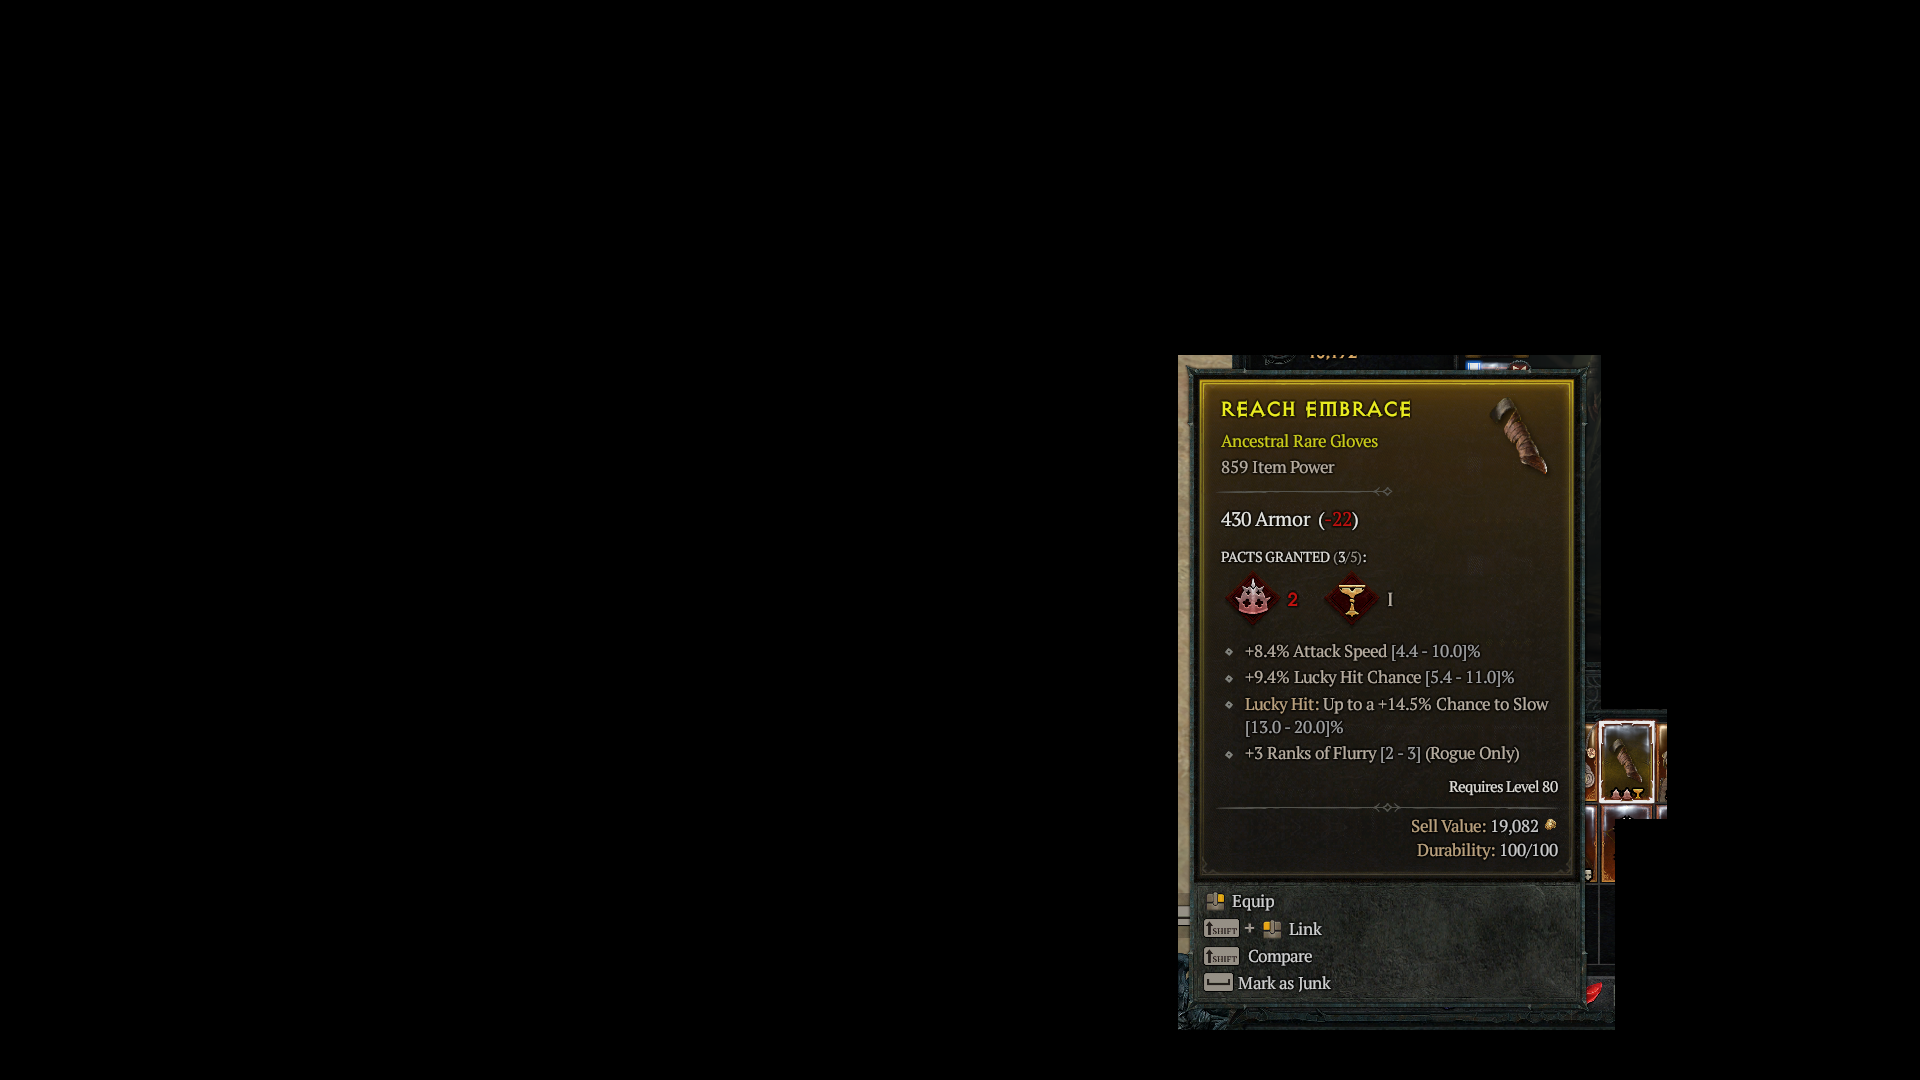 REACH EMBRACE
Ancestral Rare Gloves
859 Item Power
430 Armor (-22)
PACTS GRANTED (3/5):
2 I
+8.4% Attack Speed [4.4 - 10.0]%
+9.4% Lucky Hit Chance [5.4 - 11.0]%
Lucky Hit: Up to a +14.5% Chance to Slow
[13.0 - 20.0]%
+3 Ranks of Flurry [2 - 3] (Rogue Only)
Requires Level 80
Sell Value: 19,082
Durability: 100/100
Equip
SHIFT + Link
SHIFT Compare
Mark as Junk